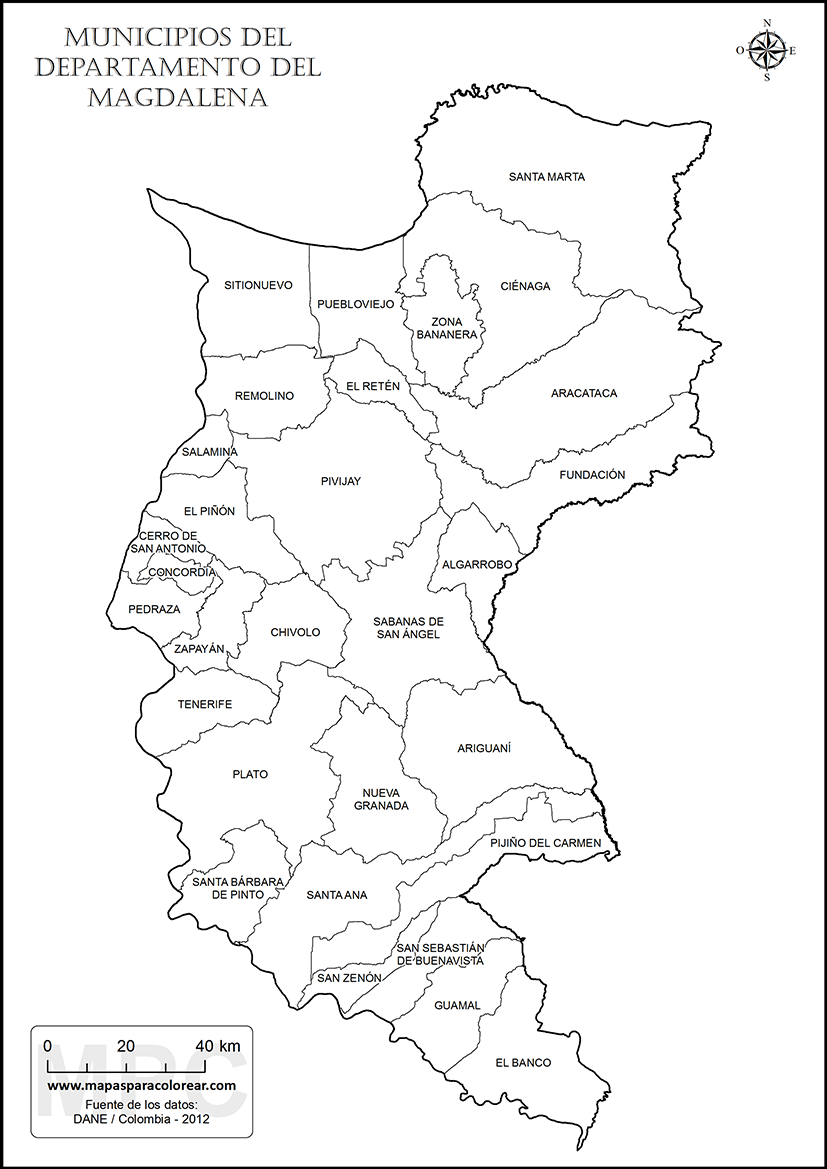 MUNICIPIOS DEL
DEPARTAMENTO DEL
MAGDALENA
N
O
E
S
SANTA MARTA
SITIONUEVO
PUEBLOVIEJO
CIÉNAGA
ZONA
BANANERA
REMOLINO
EL RETÉN
ARACATACA
SALAMINA
PIVIJAY
FUNDACIÓN
EL PIÑÓN
CERRO DE
SAN ANTONIO
CONCORDIA
ALGARROBO
PEDRAZA
CHIVOLO
SABANAS DE
SAN ÁNGEL
ZAPAYÁN
TENERIFE
ARIGUANÍ
PLATO
NUEVA
GRANADA
PIJIÑO DEL CARMEN
SANTA BÁRBARA
DE PINTO
SANTA ANA
SAN SEBASTIÁN
DE BUENAVISTA
SAN ZENÓN
GUAMAL
EL BANCO
MPC
0 20 40 km
www.mapasparacolorear.com
Fuente de los datos:
DANE / Colombia - 2012